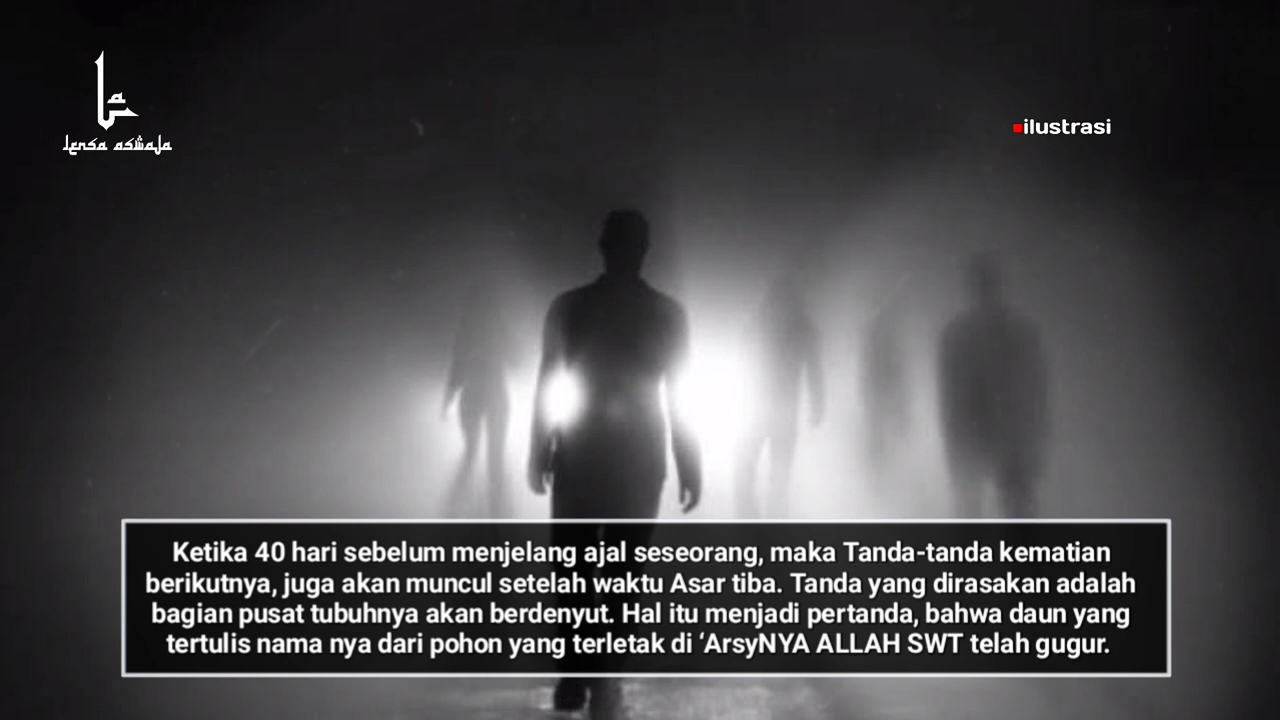 lensa aswaja
ilustrasi
Ketika 40 hari sebelum menjelang ajal seseorang, maka Tanda-tanda kematian
berikutnya, juga akan muncul setelah waktu Asar tiba. Tanda yang dirasakan adalah
bagian pusat tubuhnya akan berdenyut. Hal itu menjadi pertanda, bahwa daun yang
tertulis nama nya dari pohon yang terletak di ‘ArsyNYA ALLAH SWT telah gugur.